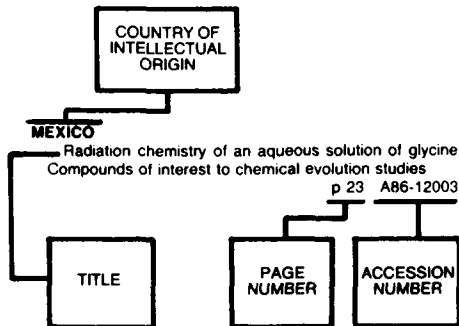 COUNTRY OF
INTELLECTUAL
ORIGIN
MEXICO
Radiation chemistry of an aqueous solution of glycine
Compounds of interest to chemical evolution studies
p 23 A86-12003
TITLE
PAGE
NUMBER
ACCESSION
NUMBER